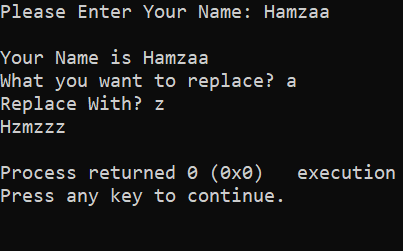 Please Enter Your Name: Hamzaa
Your Name is Hamzaa
What you want to replace? a
Replace With? z
Hzmzzz
Process returned 0 (0x0)   execution
Press any key to continue.